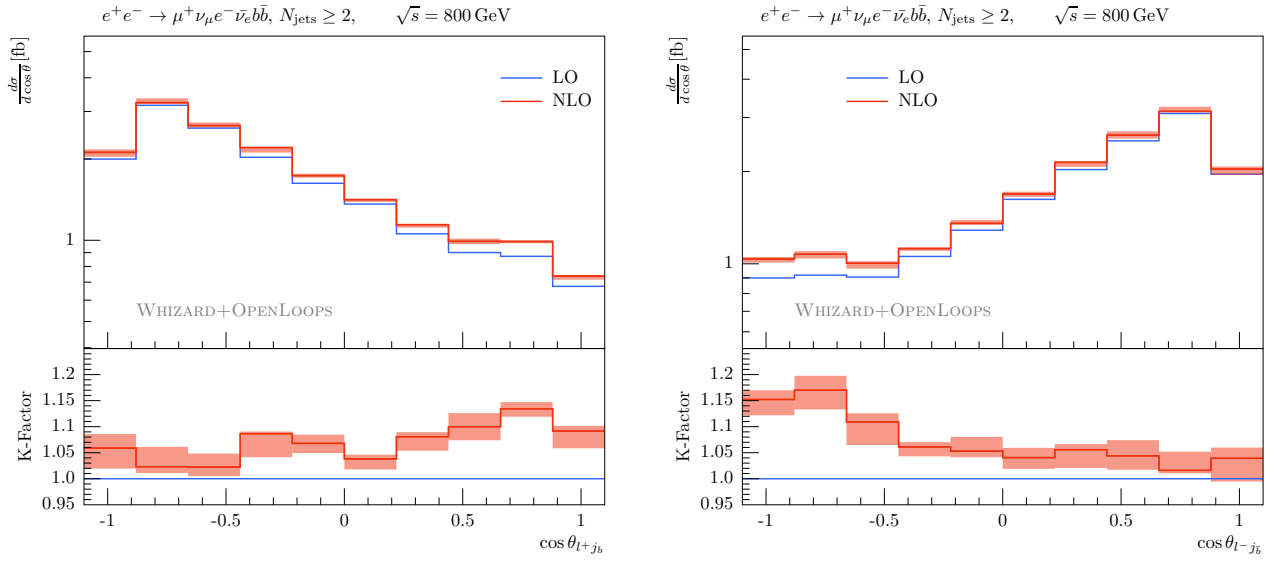 e⁺e⁻ → μ⁺ν_μe⁻ν̄_e b b̄, N_jets ≥ 2, √s = 800 GeV
dσ/d cos θ [fb]
LO
NLO
1
WHIZARD+OPENLOOPS
K-Factor
1.2
1.15
1.1
1.05
1.0
0.95
-1 -0.5 0 0.5 1
cos θ_{l⁺j_b}
e⁺e⁻ → μ⁺ν_μe⁻ν̄_e b b̄, N_jets ≥ 2, √s = 800 GeV
dσ/d cos θ [fb]
LO
NLO
1
WHIZARD+OPENLOOPS
K-Factor
1.2
1.15
1.1
1.05
1.0
0.95
-1 -0.5 0 0.5 1
cos θ_{l⁻j_b̄}